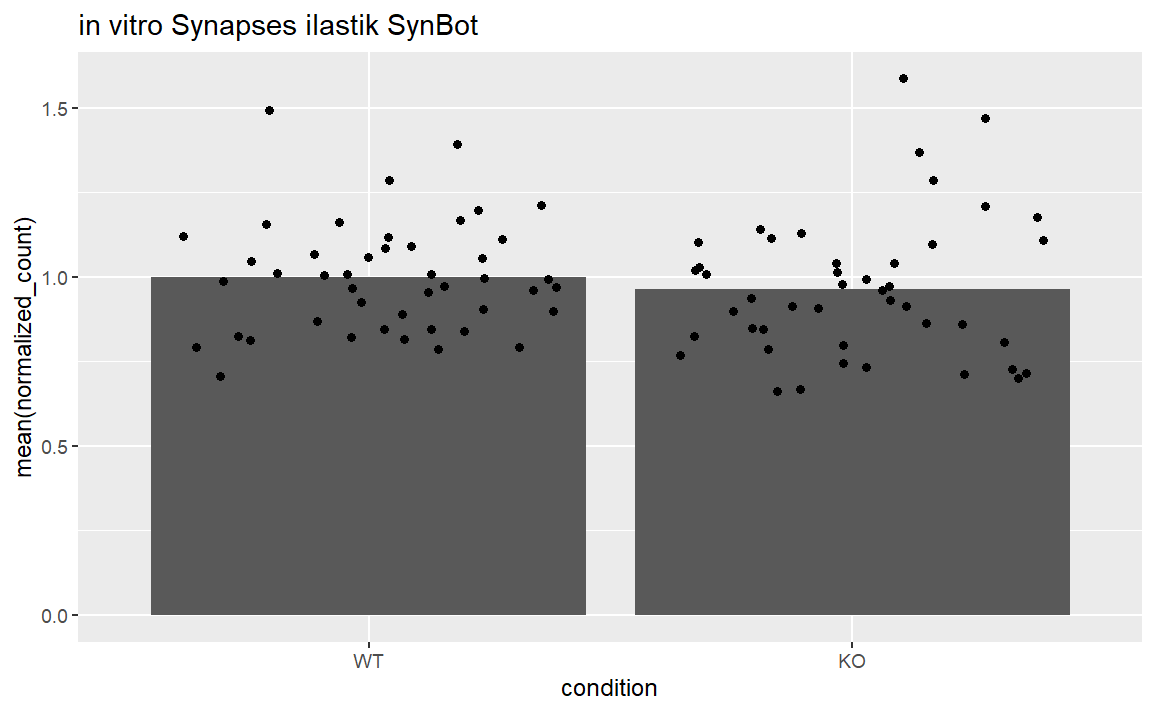 in vitro Synapses ilastik SynBot
mean(normalized_count)
1.5
1.0
0.5
0.0
WT
KO
condition